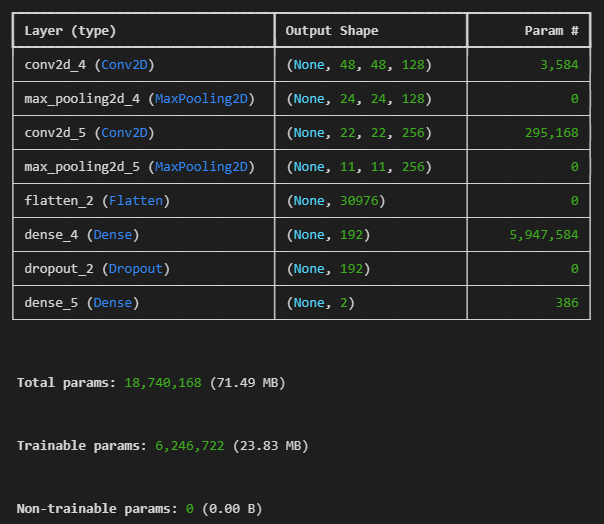 Layer (type) Output Shape Param #
conv2d_4 (Conv2D) (None, 48, 48, 128) 3,584
max_pooling2d_4 (MaxPooling2D) (None, 24, 24, 128) 0
conv2d_5 (Conv2D) (None, 22, 22, 256) 295,168
max_pooling2d_5 (MaxPooling2D) (None, 11, 11, 256) 0
flatten_2 (Flatten) (None, 30976) 0
dense_4 (Dense) (None, 192) 5,947,584
dropout_2 (Dropout) (None, 192) 0
dense_5 (Dense) (None, 2) 386
Total params: 18,740,168 (71.49 MB)
Trainable params: 6,246,722 (23.83 MB)
Non-trainable params: 0 (0.00 B)